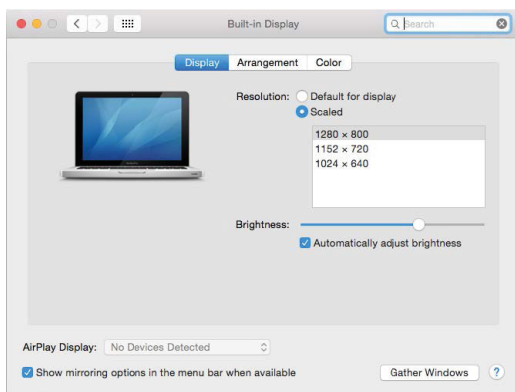 Built-in Display
Search
Display Arrangement Color
Resolution: Default for display
Scaled
1280 × 800
1152 × 720
1024 × 640
Brightness:
Automatically adjust brightness
AirPlay Display: No Devices Detected
Show mirroring options in the menu bar when available
Gather Windows ?